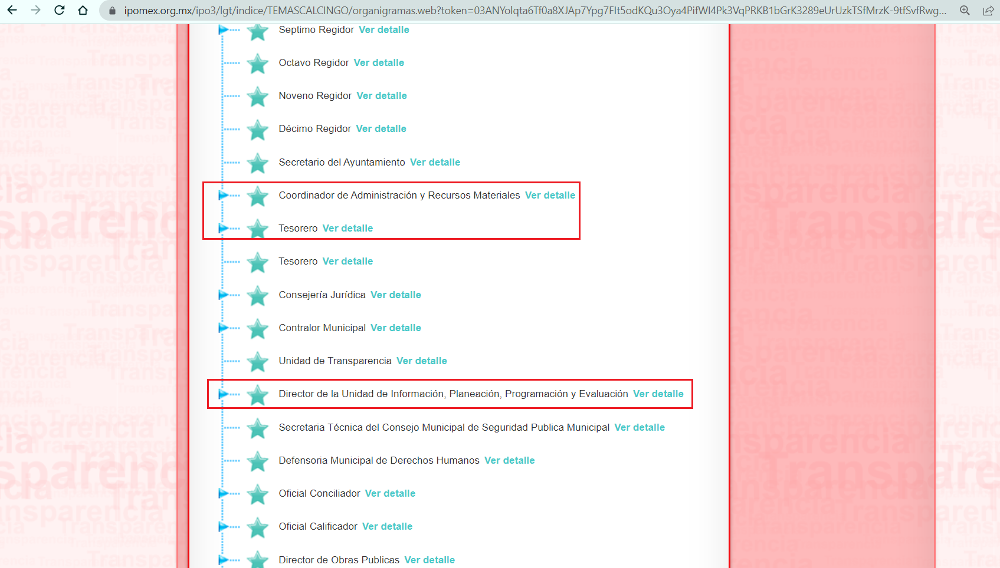 ipomex.org.mx/ipo3/lgt/indice/TEMASCALCINGO/organigramas.web?token=03ANYolqta6Tf0a8XJAp7Ypg7FIt5odKQu3Oya4PifWI4Pk3VqPRKB1bGrK3289eUrUzkTSfMrzK-9tfSvfRwg...
Septimo Regidor Ver detalle
Octavo Regidor Ver detalle
Noveno Regidor Ver detalle
Décimo Regidor Ver detalle
Secretario del Ayuntamiento Ver detalle
Coordinador de Administración y Recursos Materiales Ver detalle
Tesorero Ver detalle
Tesorero Ver detalle
Consejería Jurídica Ver detalle
Contralor Municipal Ver detalle
Unidad de Transparencia Ver detalle
Director de la Unidad de Información, Planeación, Programación y Evaluación Ver detalle
Secretaria Técnica del Consejo Municipal de Seguridad Publica Municipal Ver detalle
Defensoria Municipal de Derechos Humanos Ver detalle
Oficial Conciliador Ver detalle
Oficial Calificador Ver detalle
Director de Obras Publicas Ver detalle